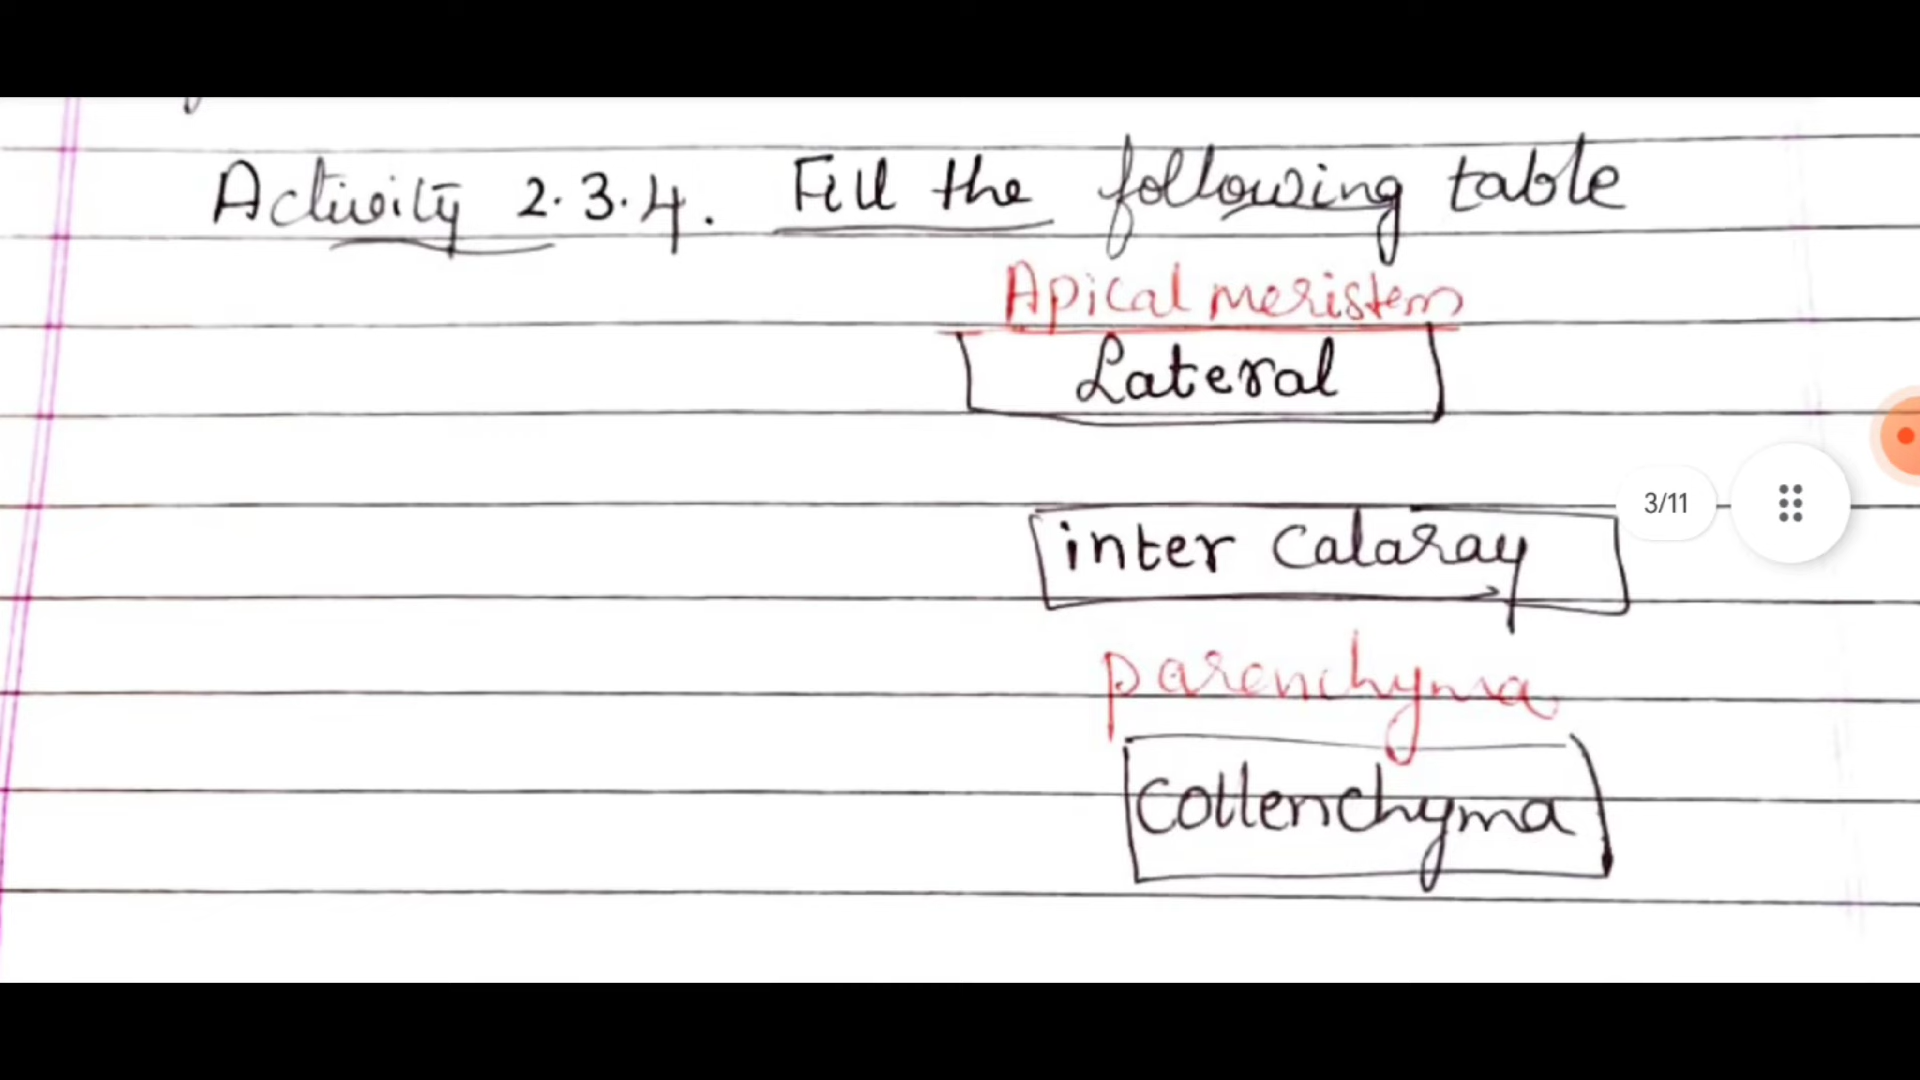 Activity 2.3.4. Fill the following table
Apical meristem
Lateral
inter Calaray
parenchyma
Collenchyma
3/11